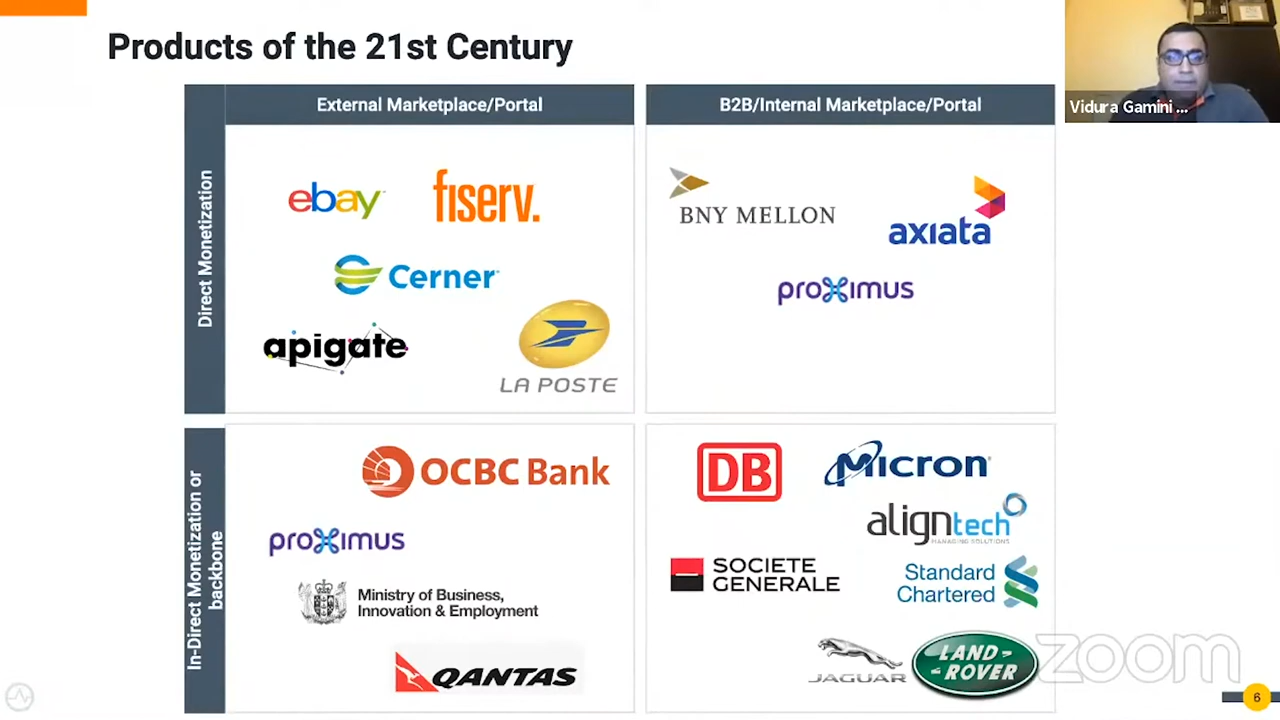 Products of the 21st Century
Vidura Gamini ...
External Marketplace/Portal
B2B/Internal Marketplace/Portal
Direct Monetization
ebay
fiserv.
Cerner
apigate
LA POSTE
BNY MELLON
axiata
proximus
In-Direct Monetization or
backbone
OCBC Bank
proximus
Ministry of Business,
Innovation & Employment
QANTAS
DB
Micron
aligntech
MANAGING SOLUTIONS
SOCIETE
GENERALE
Standard
Chartered
JAGUAR
LAND-
ROVER
zoom
6